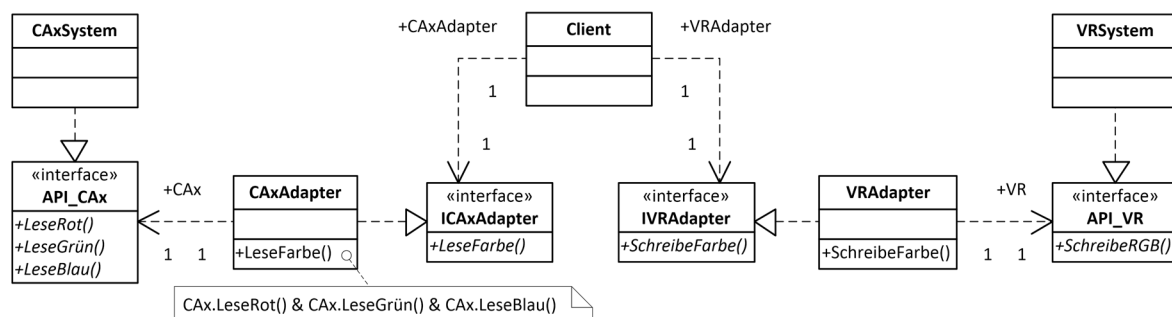 CAxSystem
«interface»
API_CAx
+LeseRot()
+LeseGrün()
+LeseBlau()
+CAx
1 1
CAxAdapter
+LeseFarbe()
CAx.LeseRot() & CAx.LeseGrün() & CAx.LeseBlau()
+CAxAdapter
Client
+VRAdapter
1
1
1
1
«interface»
ICAxAdapter
+LeseFarbe()
«interface»
IVRAdapter
+SchreibeFarbe()
VRAdapter
+SchreibeFarbe()
+VR
1 1
VRSystem
«interface»
API_VR
+SchreibeRGB()